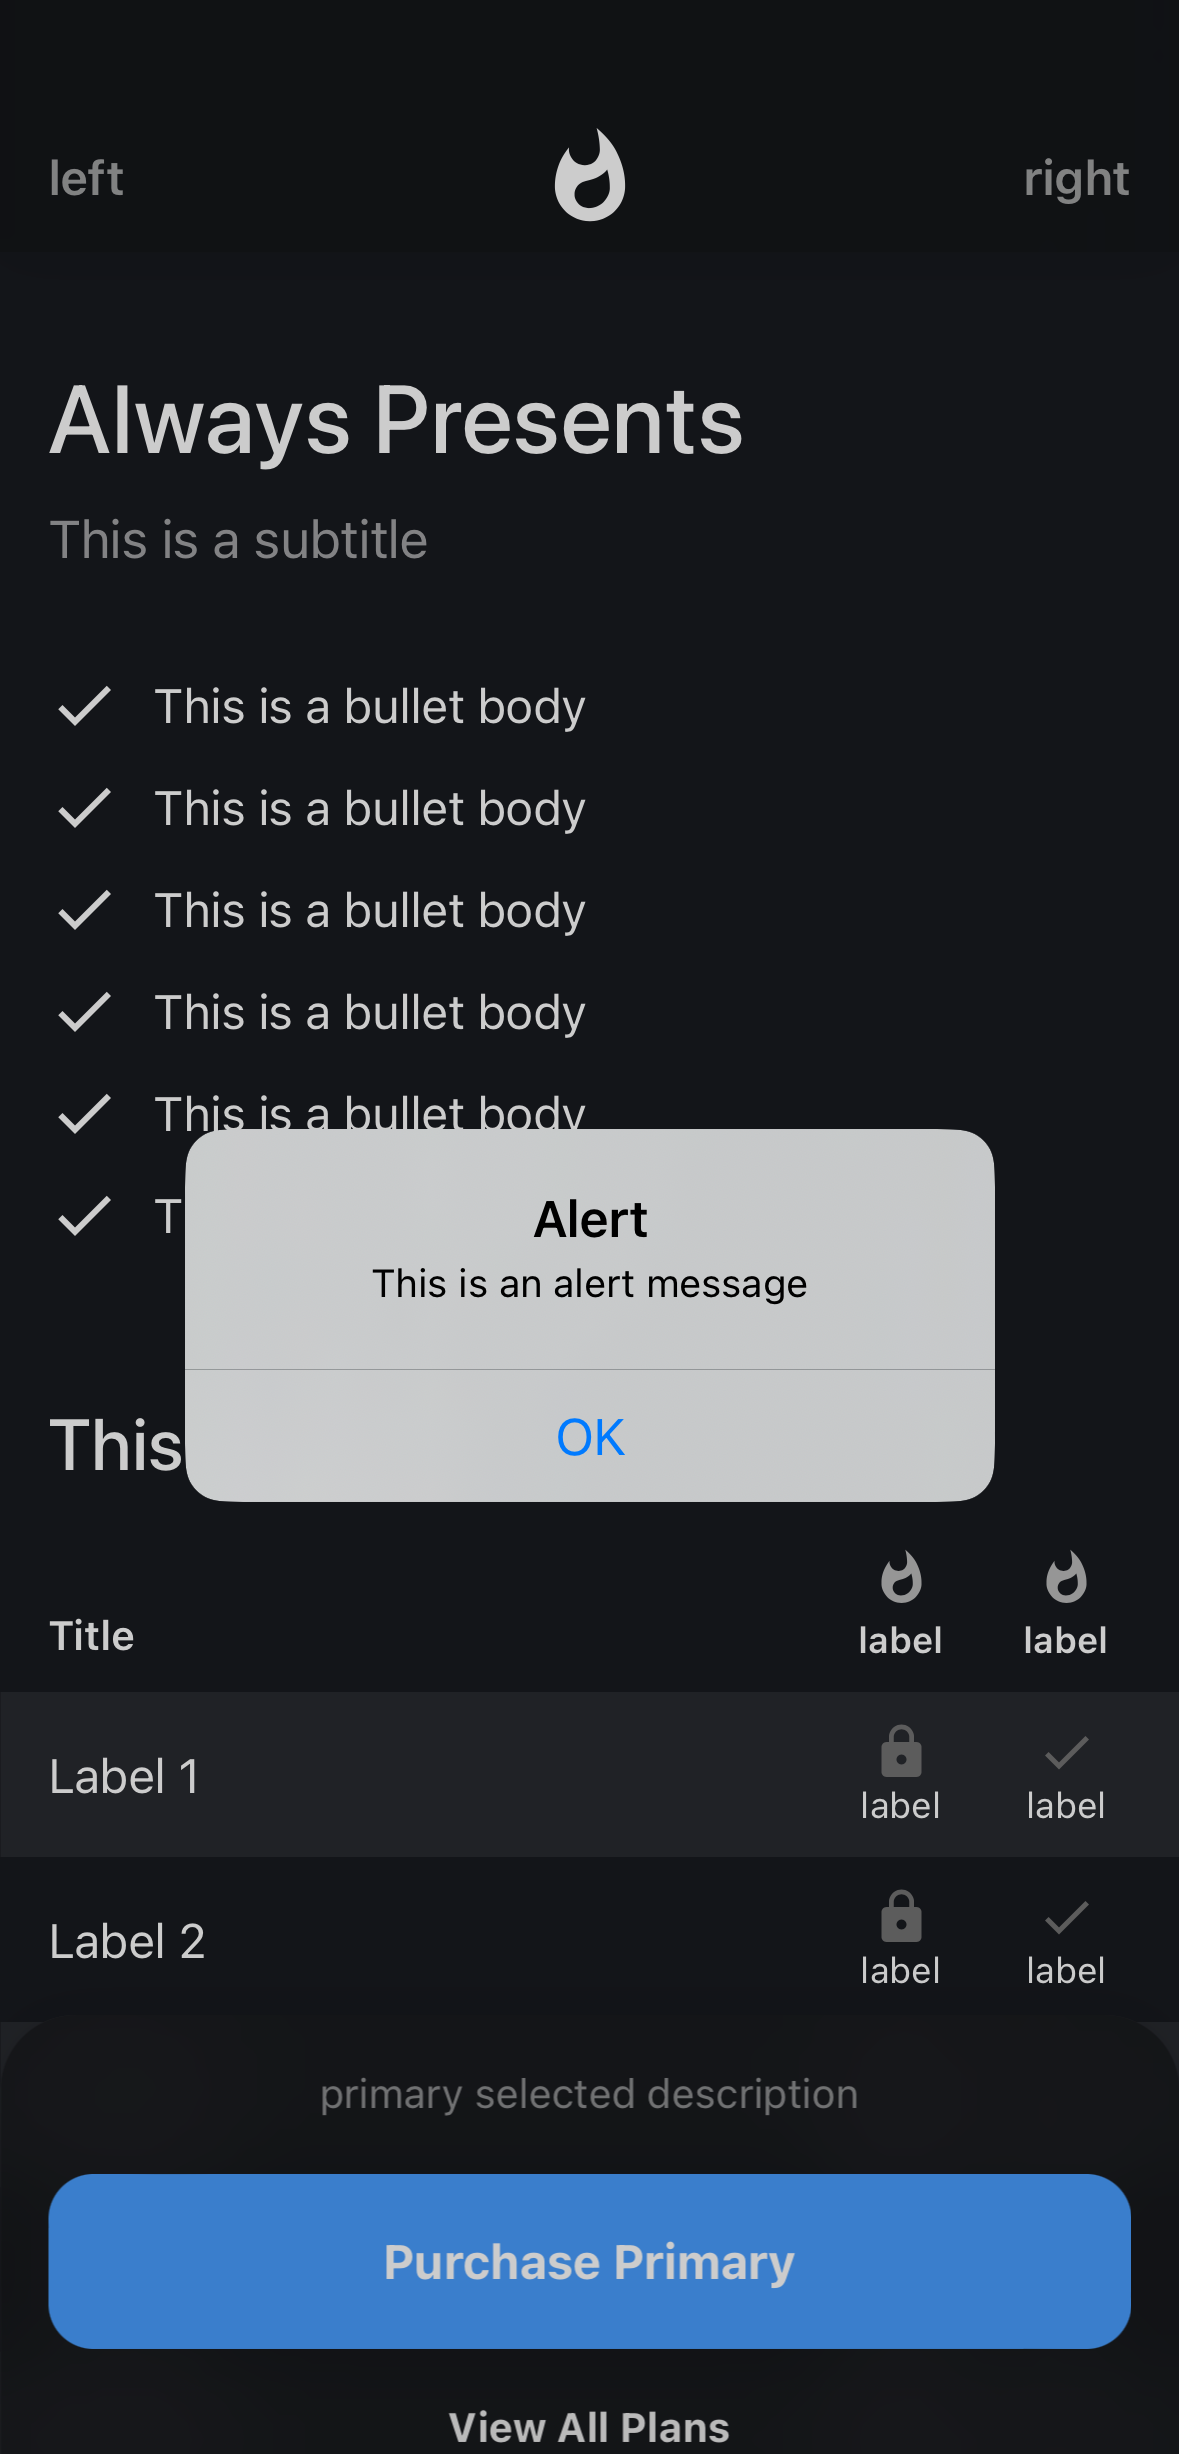 left
right
Always Presents
This is a subtitle
This is a bullet body
This is a bullet body
This is a bullet body
This is a bullet body
This is a bullet body
T
Alert
This is an alert message
OK
This
Title
label
label
Label 1
label
label
Label 2
label
label
primary selected description
Purchase Primary
View All Plans